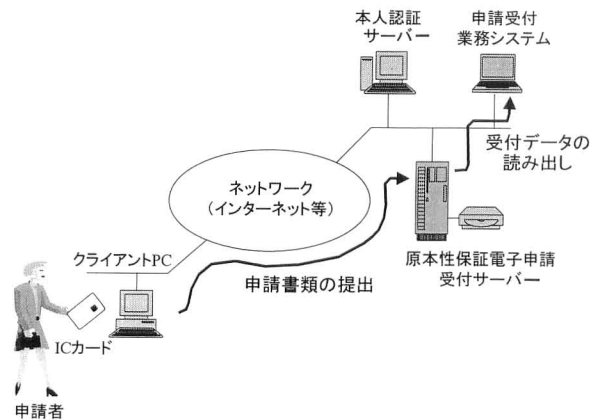 本人認証
サーバー
申請受付
業務システム
受付データの
読み出し
ネットワーク
（インターネット等）
原本性保証電子申請
受付サーバー
クライアントPC
申請書類の提出
ICカード
申請者